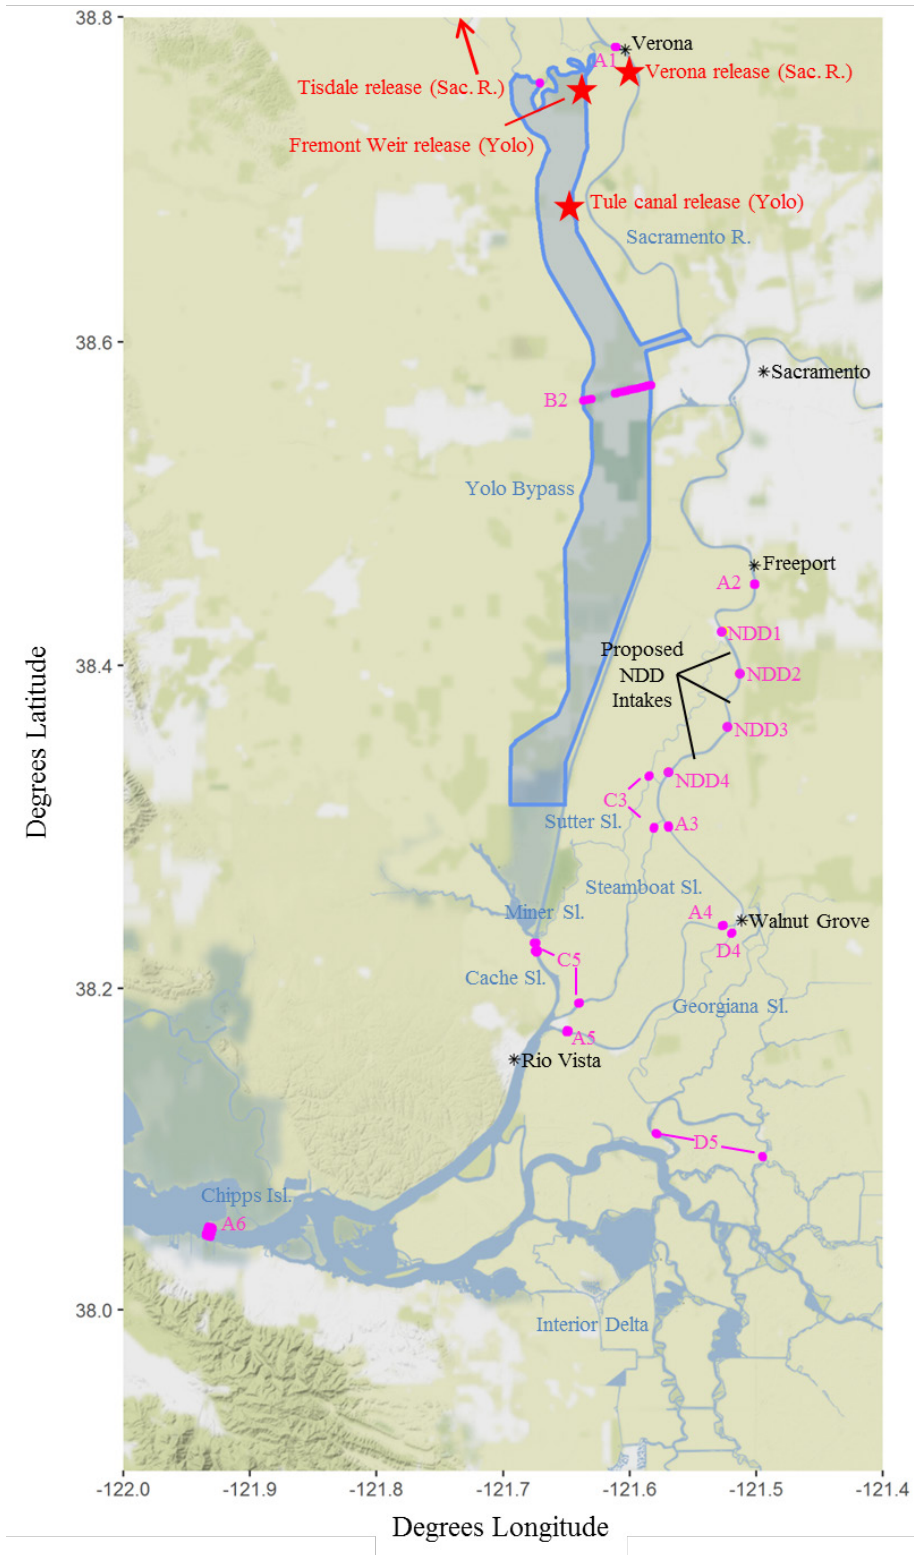 38.8
Verona
A1
Verona release (Sac. R.)
Tisdale release (Sac. R.)
Fremont Weir release (Yolo)
Tule canal release (Yolo)
Sacramento R.
38.6
Sacramento
B2
Yolo Bypass
Freeport
A2
NDD1
Proposed
NDD
Intakes
NDD2
38.4
NDD3
NDD4
C3
Sutter Sl.
A3
Steamboat Sl.
Miner Sl.
A4
Walnut Grove
D4
C5
Cache Sl.
38.2
Georgiana Sl.
A5
Rio Vista
D5
Chipps Isl.
A6
38.0
Interior Delta
-122.0
-121.9
-121.8
-121.7
-121.6
-121.5
-121.4
Degrees Latitude
Degrees Longitude